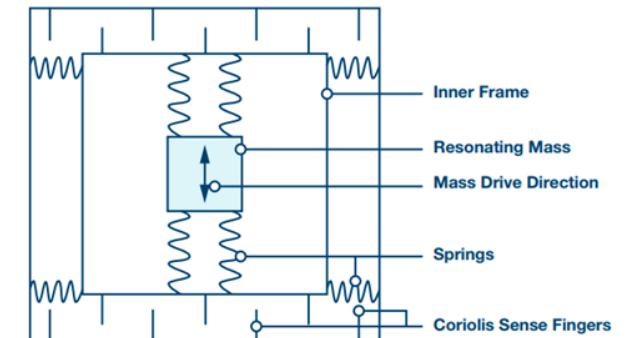 Inner Frame
Resonating Mass
Mass Drive Direction
Springs
Coriolis Sense Fingers